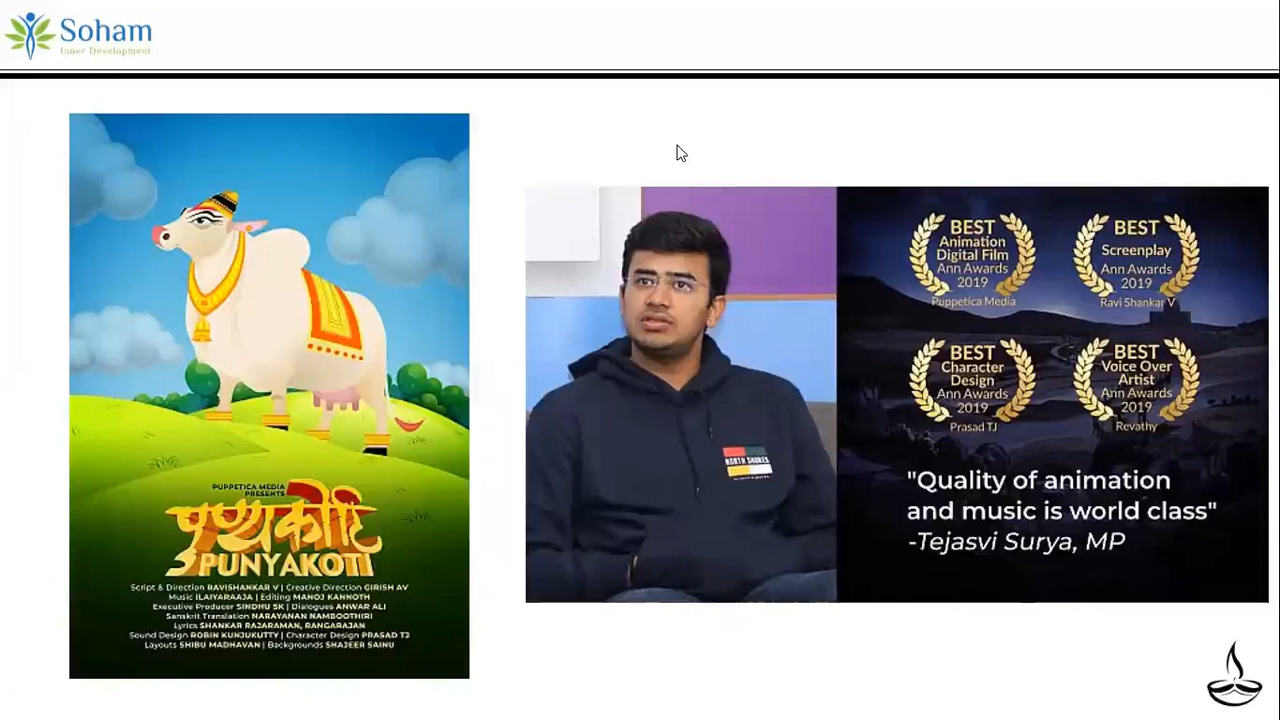 Soham
Inner Development
PUPPETICA MEDIA
PRESENTS
पुण्यकोटि
PUNYAKOTI
Script & Direction RAVISHANKAR V | Creative Direction GIRISH AV
Music ILAIYARAAJA | Editing MANOJ KANNOTH
Executive Producer SINDHU SK | Dialogues ANWAR ALI
Sanskrit Translation NARAYANAN NAMBOOTHIRI
Lyrics SHANKAR RAJARAMAN, RANGARAJAN
Sound Design ROBIN KUNJUKUTTY | Character Design PRASAD TJ
Layouts SHIBU MADHAVAN | Backgrounds SHAJEER SAINU
NORTH SHORES
BEST
Animation
Digital Film
Ann Awards
2019
Puppetica Media
BEST
Screenplay
Ann Awards
2019
Ravi Shankar V
BEST
Character
Design
Ann Awards
2019
Prasad TJ
BEST
Voice Over
Artist
Ann Awards
2019
Revathy
"Quality of animation
and music is world class"
-Tejasvi Surya, MP